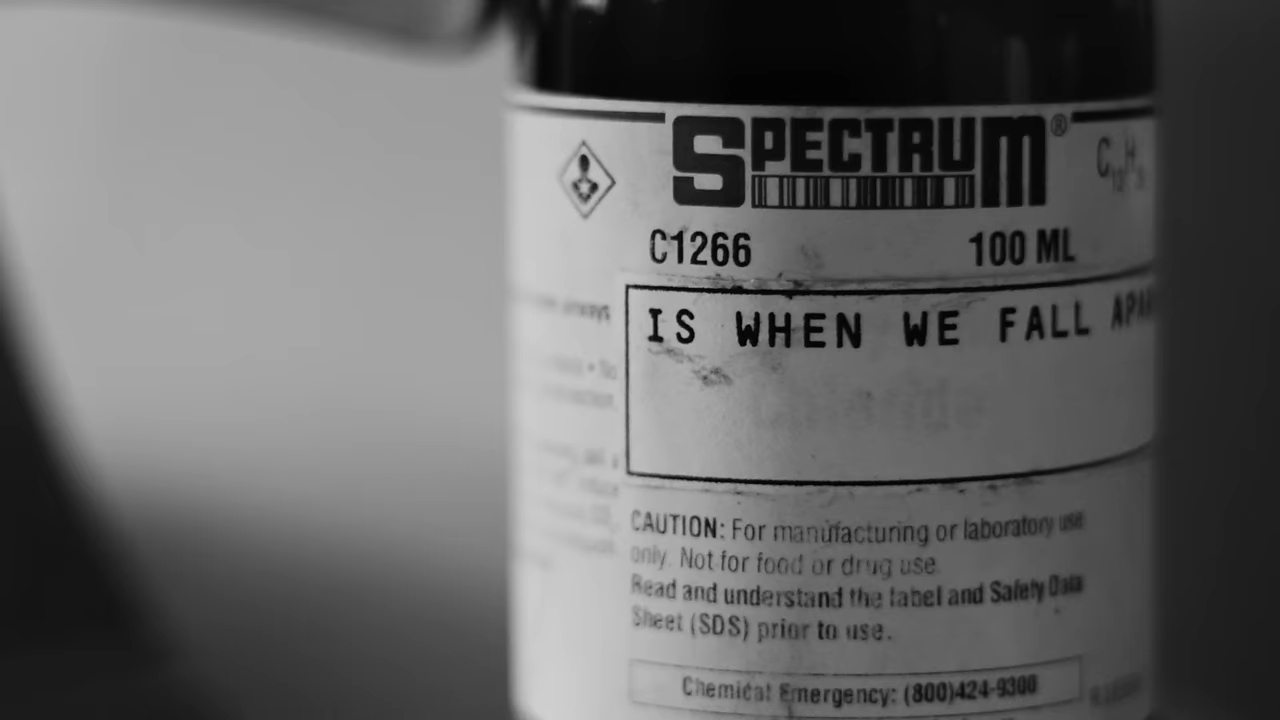 SPECTRUM®
C1266 100 ML
IS WHEN WE FALL
CAUTION: For manufacturing or laboratory use
only. Not for food or drug use.
Read and understand the label and Safety Data
Sheet (SDS) prior to use.
Chemical Emergency: (800)424-9300